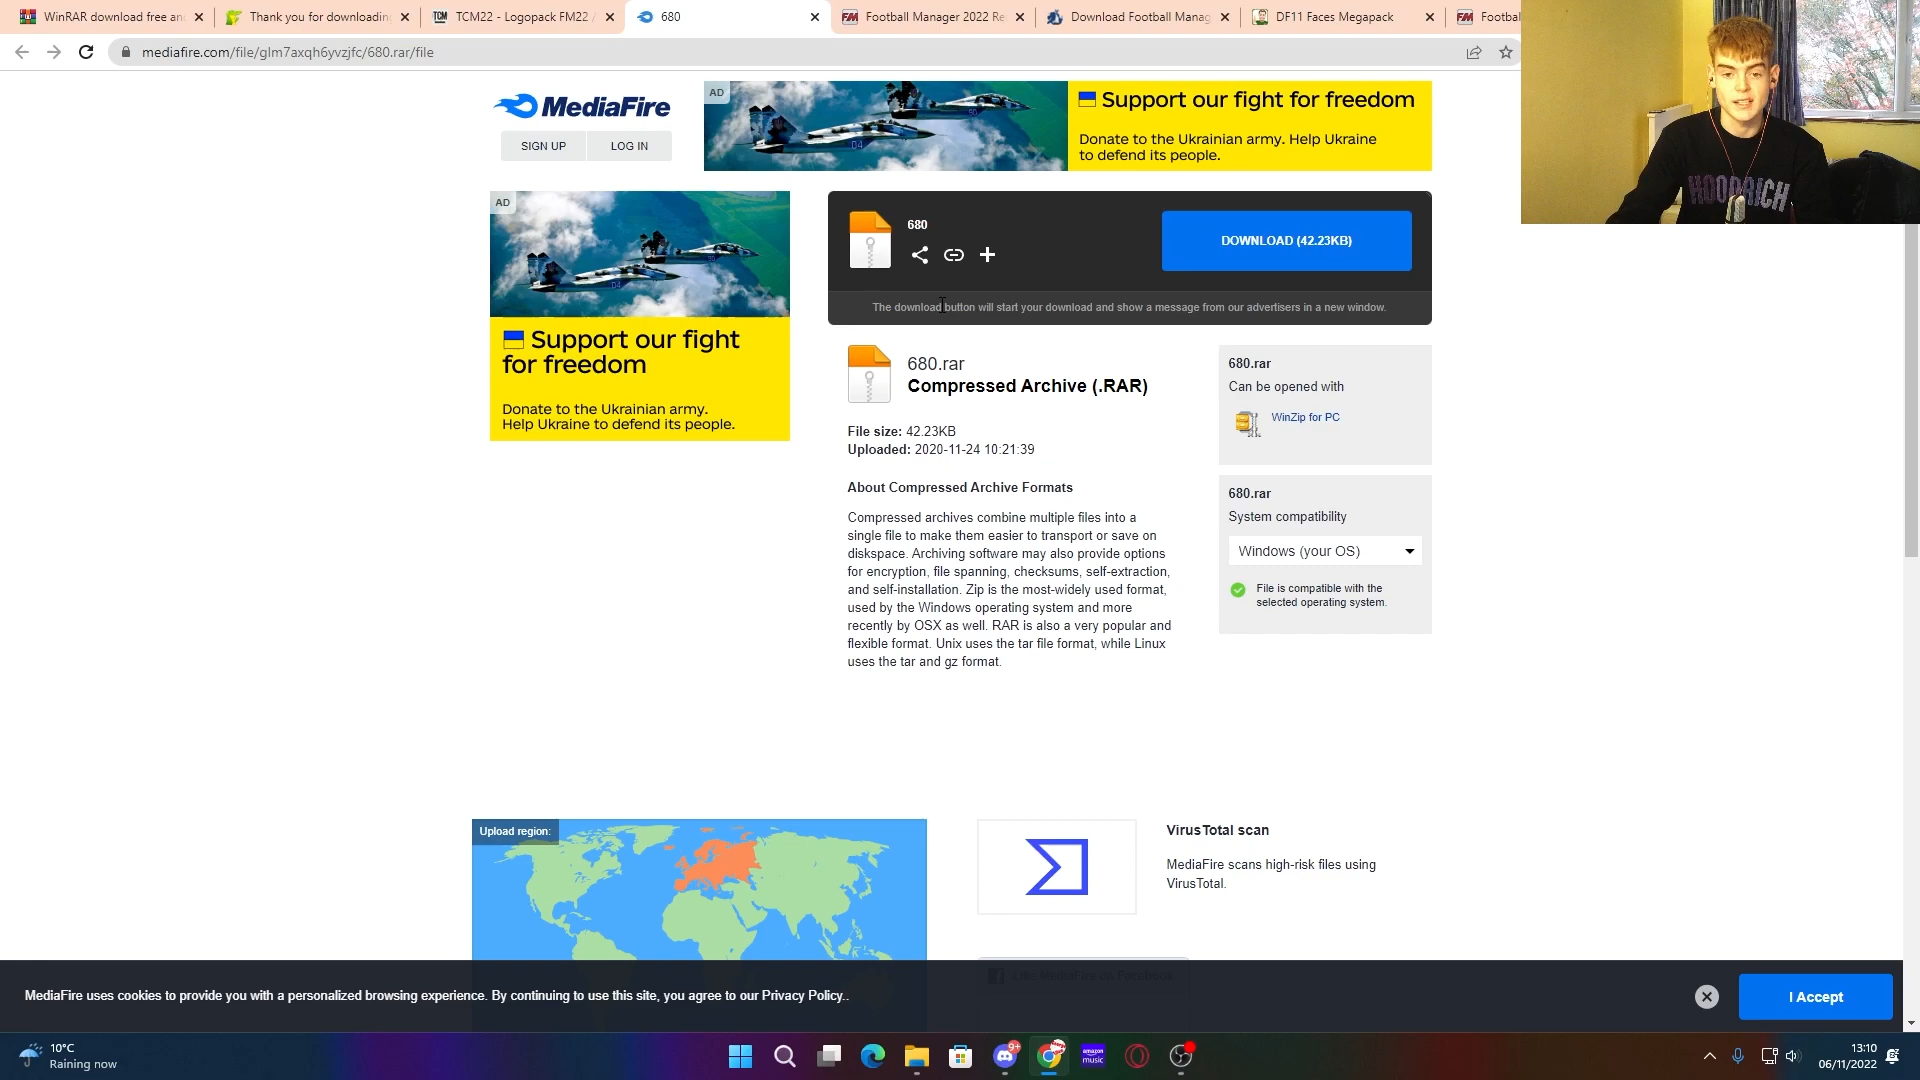 WinRAR download free an
Thank you for downloadin
TCM22 - Logopack FM22 /
680
Football Manager 2022 Re
Download Football Manag
DF11 Faces Megapack
Footbal
mediafire.com/file/glm7axqh6yvzjfc/680.rar/file
MediaFire
SIGN UP
LOG IN
AD
Support our fight for freedom
Donate to the Ukrainian army. Help Ukraine
to defend its people.
AD
Support our fight
for freedom
Donate to the Ukrainian army.
Help Ukraine to defend its people.
680
DOWNLOAD (42.23KB)
The download button will start your download and show a message from our advertisers in a new window.
680.rar
Compressed Archive (.RAR)
File size: 42.23KB
Uploaded: 2020-11-24 10:21:39
About Compressed Archive Formats
Compressed archives combine multiple files into a
single file to make them easier to transport or save on
diskspace. Archiving software may also provide options
for encryption, file spanning, checksums, self-extraction,
and self-installation. Zip is the most-widely used format,
used by the Windows operating system and more
recently by OSX as well. RAR is also a very popular and
flexible format. Unix uses the tar file format, while Linux
uses the tar and gz format.
680.rar
Can be opened with
WinZip for PC
680.rar
System compatibility
Windows (your OS)
File is compatible with the
selected operating system.
HOODRICH
Upload region:
VirusTotal scan
MediaFire scans high-risk files using
VirusTotal.
Like MediaFire on Facebook
MediaFire uses cookies to provide you with a personalized browsing experience. By continuing to use this site, you agree to our Privacy Policy..
I Accept
10°C
Raining now
9+
amazon
music
13:10
06/11/2022